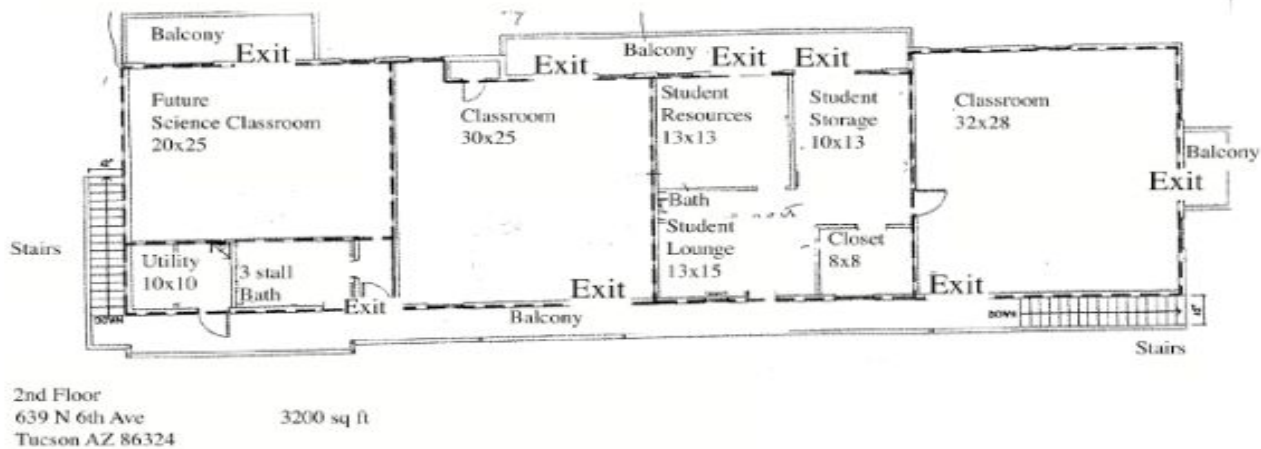 Balcony
Exit
Balcony
Exit
Exit
Exit
Future
Science Classroom
20x25
Classroom
30x25
Student
Resources
13x13
Student
Storage
10x13
Classroom
32x28
Balcony
Exit
Stairs
Utility
10x10
3 stall
Bath
Exit
Bath
Student
Lounge
13x15
Closet
8x8
Exit
Exit
DOWN
Balcony
DOWN
Stairs
2nd Floor
639 N 6th Ave
3200 sq ft
Tucson AZ 86324